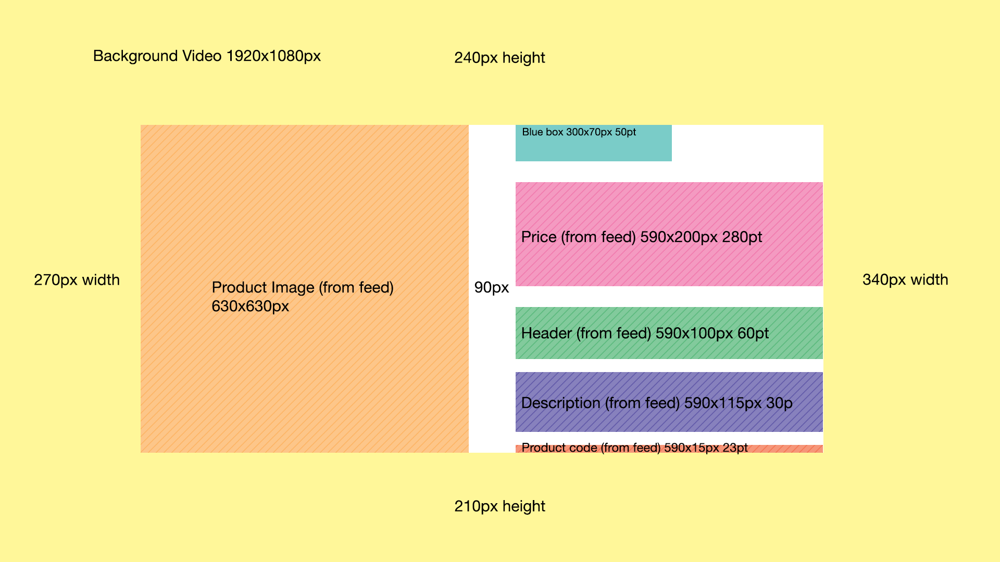 Background Video 1920x1080px
240px height
Blue box 300x70px 50pt
Price (from feed) 590x200px 280pt
270px width
Product Image (from feed)
630x630px
90px
340px width
Header (from feed) 590x100px 60pt
Description (from feed) 590x115px 30p
Product code (from feed) 590x15px 23pt
210px height